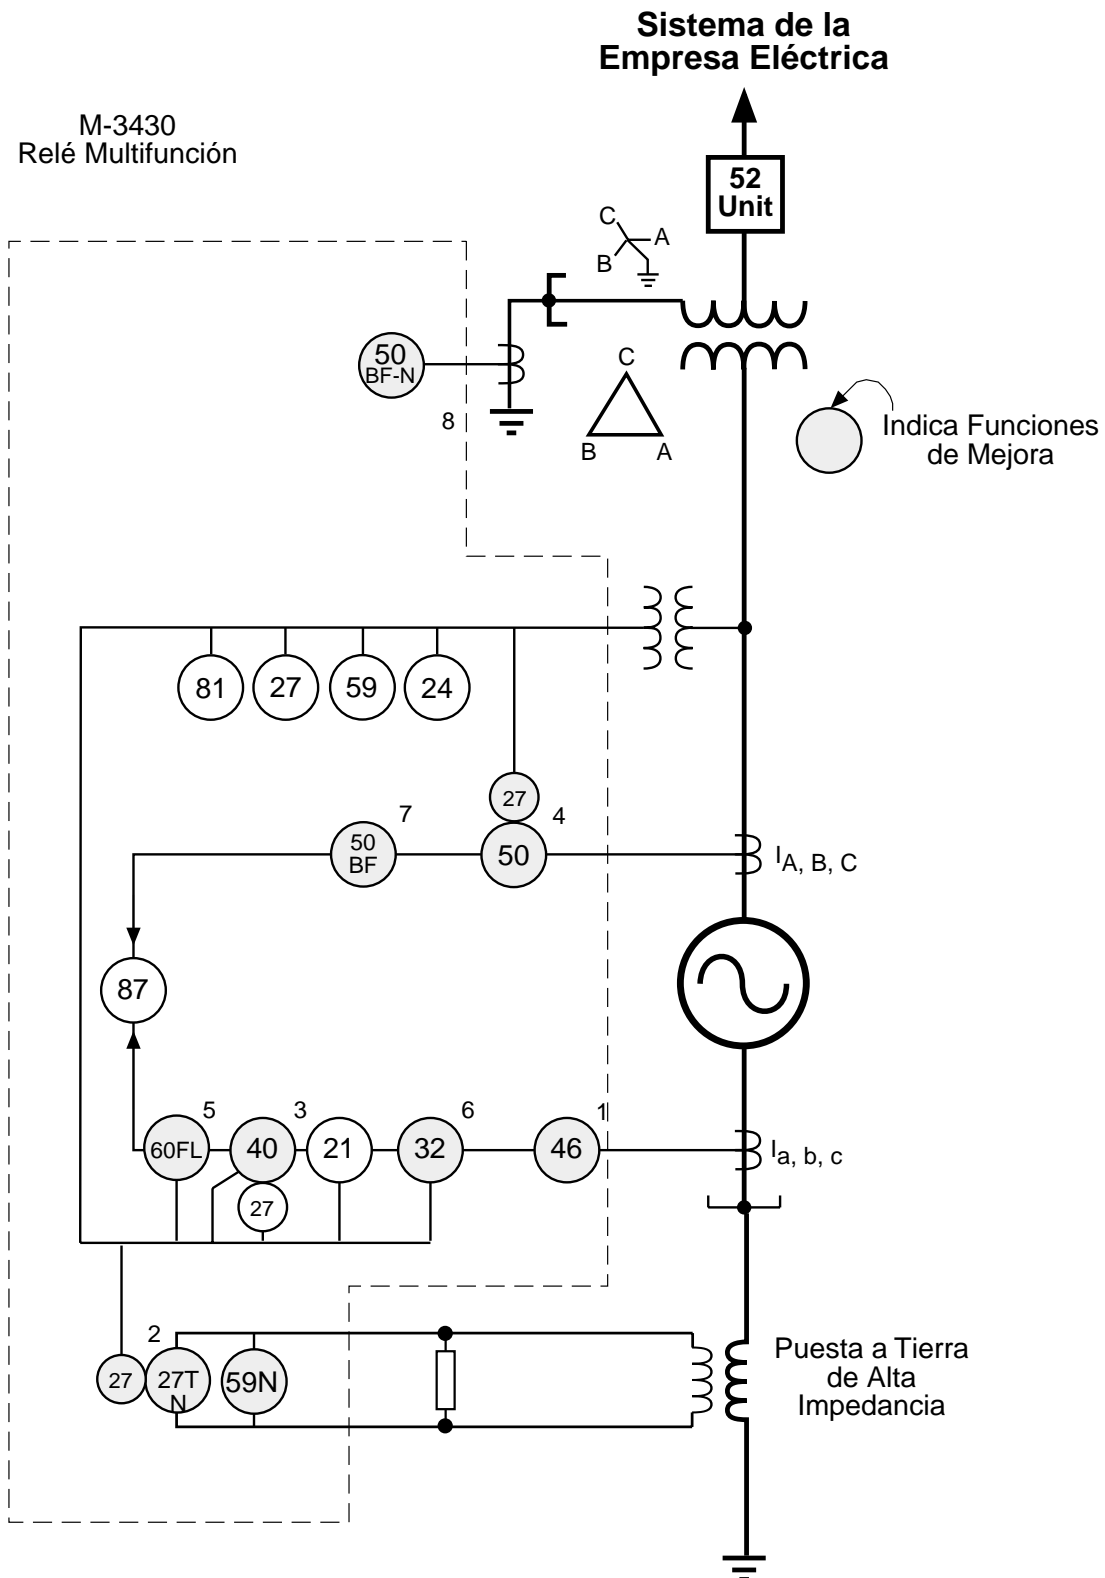 Sistema de la
Empresa Eléctrica
M-3430
Relé Multifunción
52
Unit
C
A
B
50
BF-N
8
C
B
A
Indica Funciones
de Mejora
81
27
59
24
27
7
4
50
BF
50
I A, B, C
87
5
3
6
1
60FL
40
21
32
46
I a, b, c
27
2
27
27T
N
59N
Puesta a Tierra
de Alta
Impedancia